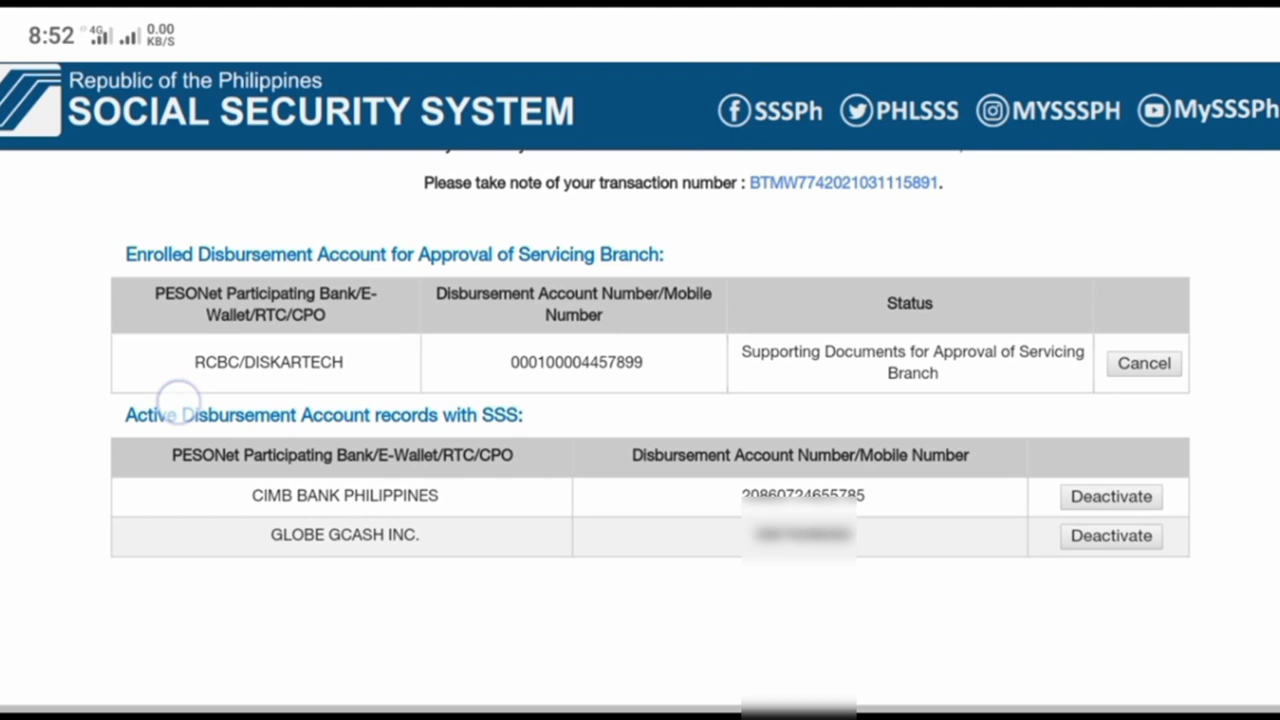 8:52 4G 0.00 KB/S
Republic of the Philippines
SOCIAL SECURITY SYSTEM
SSSPh PHLSSS MYSSSPH MySSSPh
Please take note of your transaction number : BTMW7742021031115891.
Enrolled Disbursement Account for Approval of Servicing Branch:
PESONet Participating Bank/E-
Wallet/RTC/CPO
Disbursement Account Number/Mobile
Number
Status
RCBC/DISKARTECH
000100004457899
Supporting Documents for Approval of Servicing
Branch
Cancel
Active Disbursement Account records with SSS:
PESONet Participating Bank/E-Wallet/RTC/CPO
Disbursement Account Number/Mobile Number
CIMB BANK PHILIPPINES
Deactivate
GLOBE GCASH INC.
Deactivate